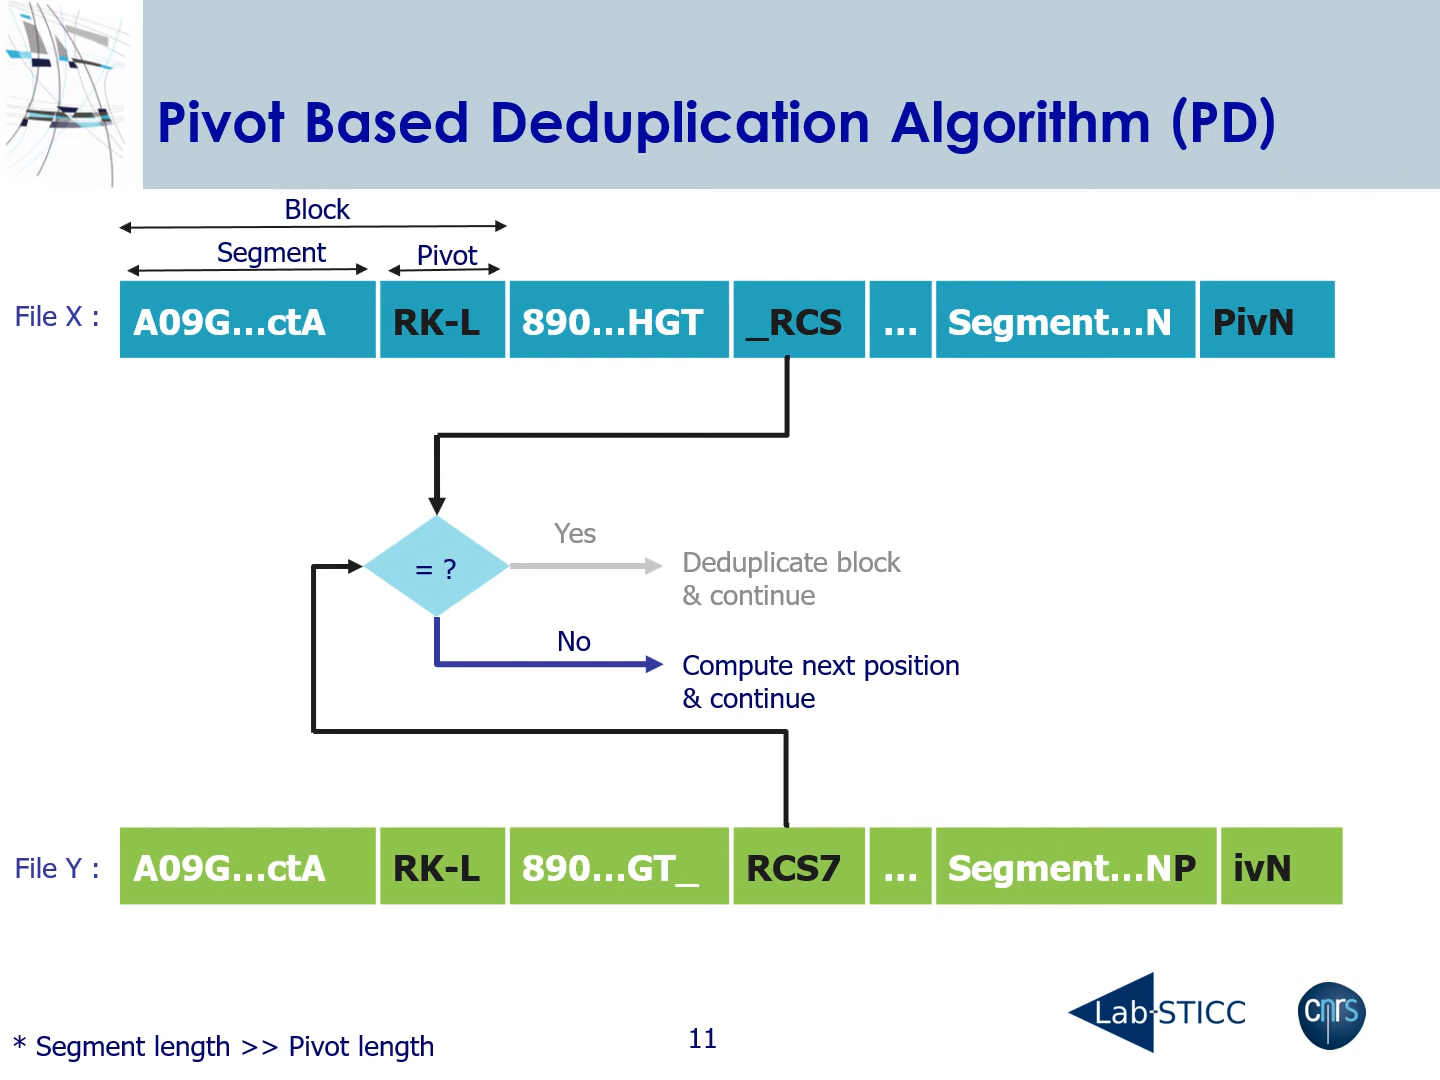 Pivot Based Deduplication Algorithm (PD)
Block
Segment Pivot
File X : A09G...ctA RK-L 890...HGT _RCS ... Segment...N PivN
Yes
= ? Deduplicate block
& continue
No
Compute next position
& continue
File Y : A09G...ctA RK-L 890...GT_ RCS7 ... Segment...NP ivN
Lab-STICC cnrs
* Segment length >> Pivot length 11